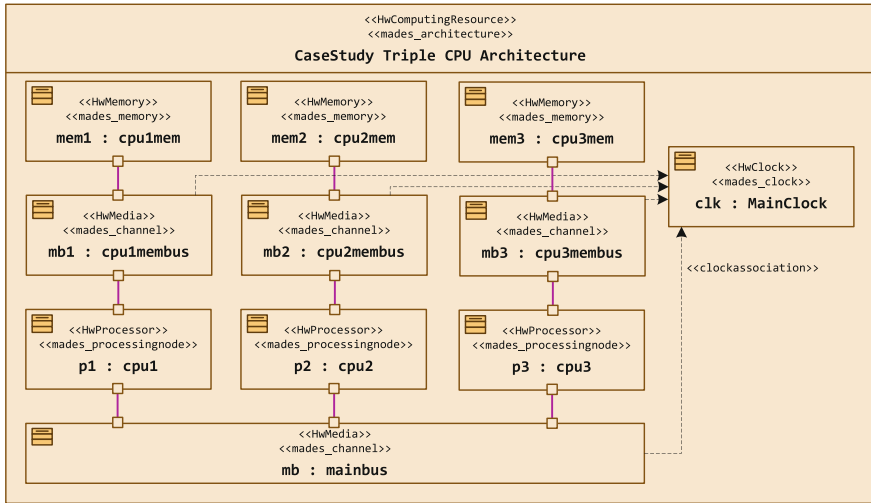 <<HwComputingResource>>
<<mades_architecture>>
CaseStudy Triple CPU Architecture
<<HwMemory>>
<<mades_memory>>
mem1 : cpu1mem
<<HwMemory>>
<<mades_memory>>
mem2 : cpu2mem
<<HwMemory>>
<<mades_memory>>
mem3 : cpu3mem
<<HwClock>>
<<mades_clock>>
clk : MainClock
<<HwMedia>>
<<mades_channel>>
mb1 : cpu1membus
<<HwMedia>>
<<mades_channel>>
mb2 : cpu2membus
<<HwMedia>>
<<mades_channel>>
mb3 : cpu3membus
<<clockassociation>>
<<HwProcessor>>
<<mades_processingnode>>
p1 : cpu1
<<HwProcessor>>
<<mades_processingnode>>
p2 : cpu2
<<HwProcessor>>
<<mades_processingnode>>
p3 : cpu3
<<HwMedia>>
<<mades_channel>>
mb : mainbus